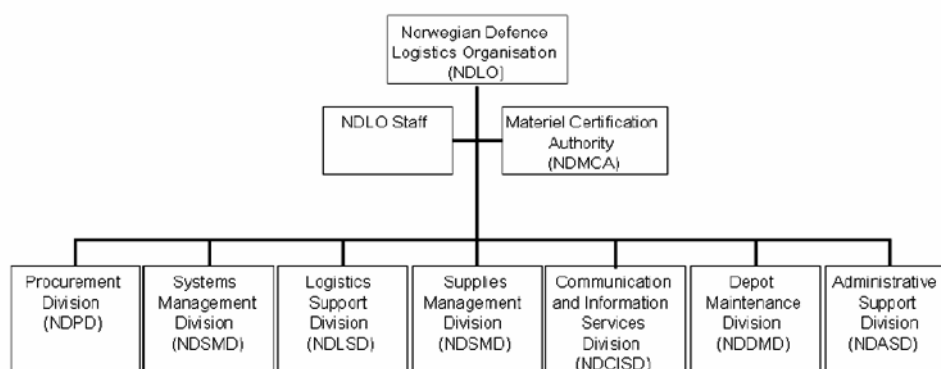 Norwegian Defence
Logistics Organisation
(NDLO)
NDLO Staff
Materiel Certification
Authority
(NDMCA)
Procurement
Division
(NDPD)
Systems
Management
Division
(NDSMD)
Logistics
Support
Division
(NDLSD)
Supplies
Management
Division
(NDSMD)
Communication
and Information
Services
Division
(NDCISD)
Depot
Maintenance
Division
(NDDMD)
Administrative
Support
Division
(NDASD)